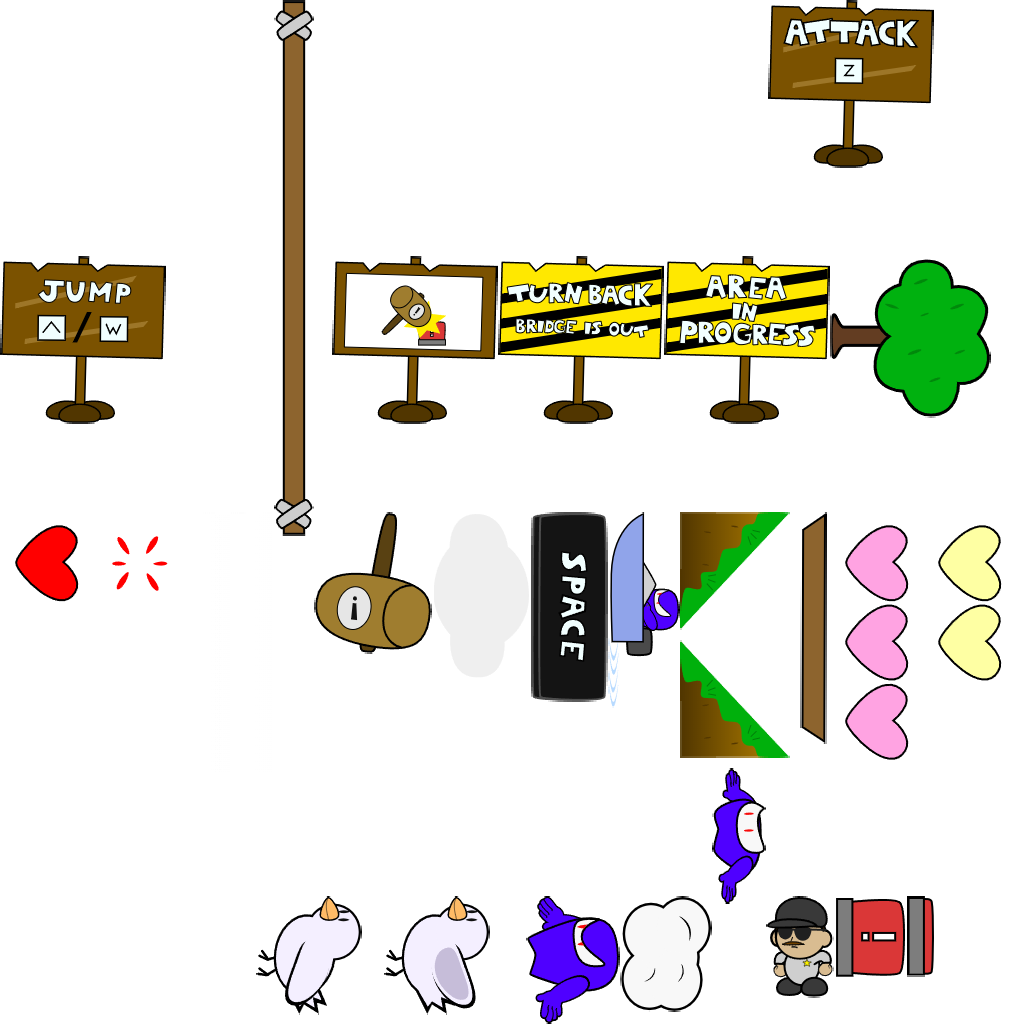 ATTACK
Z
JUMP
^ / W
¡
TURN BACK
BRIDGE IS OUT
AREA
IN
PROGRESS
¡
SPACE